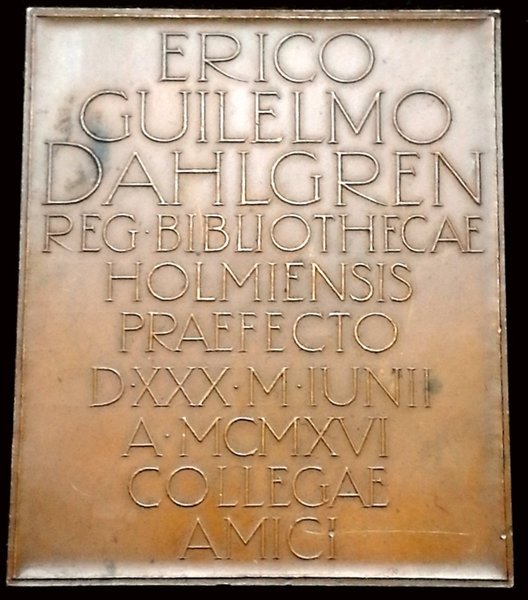 ERICO
GUILELMO
DAHLGREN
REG·BIBLIOTHECAE
HOLMIENSIS
PRAEFECTO
D·XXX·M·IUNII
A·MCMXVI
COLLEGAE
AMICI